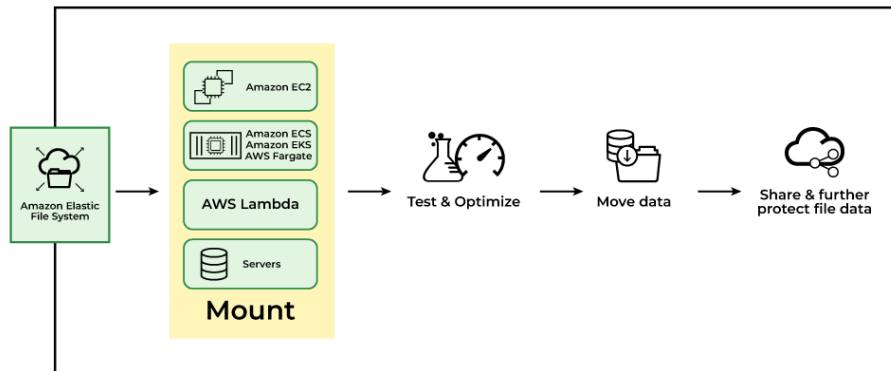 Amazon Elastic
File System
Amazon EC2
Amazon ECS
Amazon EKS
AWS Fargate
AWS Lambda
Servers
Mount
Test & Optimize
Move data
Share & further
protect file data